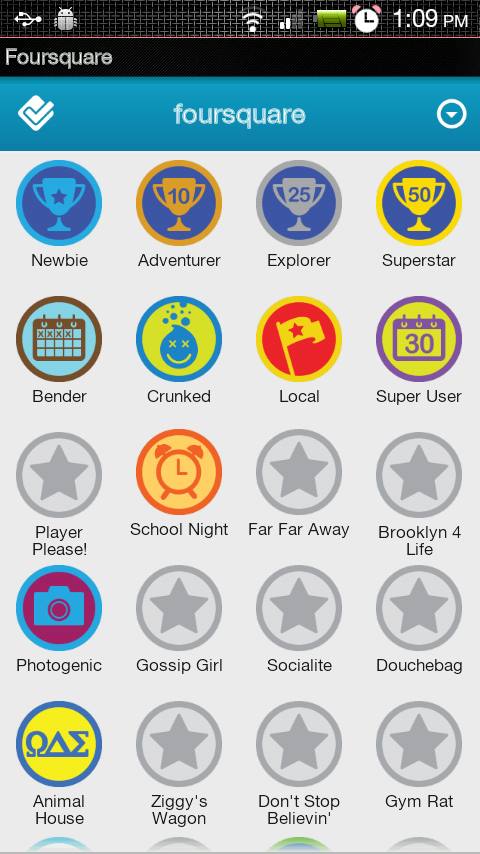 1:09 PM
Foursquare
foursquare
10
25
50
Newbie
Adventurer
Explorer
Superstar
XXXX
XX
30
Bender
Crunked
Local
Super User
Player
Please!
School Night
Far Far Away
Brooklyn 4
Life
Photogenic
Gossip Girl
Socialite
Douchebag
ΩΔΣ
Animal
House
Ziggy's
Wagon
Don't Stop
Believin'
Gym Rat